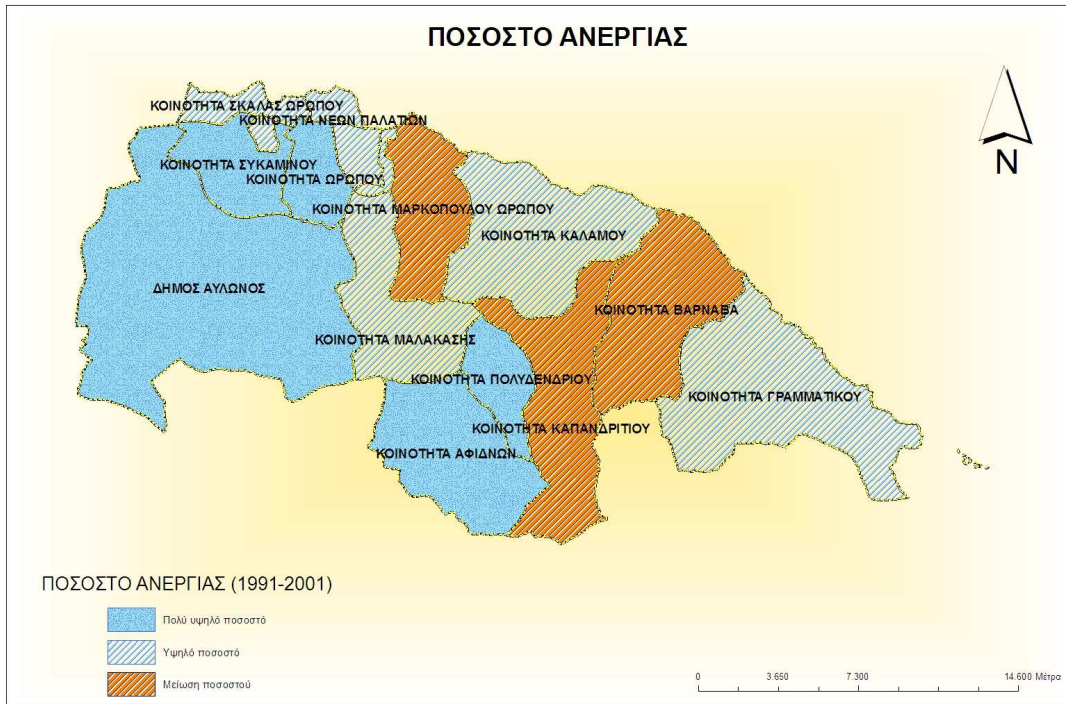 ΠΟΣΟΣΤΟ ΑΝΕΡΓΙΑΣ
N
ΚΟΙΝΟΤΗΤΑ ΣΚΑΛΑΣ ΩΡΩΠΟΥ
ΚΟΙΝΟΤΗΤΑ ΝΕΩΝ ΠΑΛΑΤΙΩΝ
ΚΟΙΝΟΤΗΤΑ ΣΥΚΑΜΙΝΟΥ
ΚΟΙΝΟΤΗΤΑ ΩΡΩΠΟΥ
ΚΟΙΝΟΤΗΤΑ ΜΑΡΚΟΠΟΥΛΟΥ ΩΡΩΠΟΥ
ΚΟΙΝΟΤΗΤΑ ΚΑΛΑΜΟΥ
ΔΗΜΟΣ ΑΥΛΩΝΟΣ
ΚΟΙΝΟΤΗΤΑ ΒΑΡΝΑΒΑ
ΚΟΙΝΟΤΗΤΑ ΜΑΛΑΚΑΣΗΣ
ΚΟΙΝΟΤΗΤΑ ΠΟΛΥΔΕΝΔΡΙΟΥ
ΚΟΙΝΟΤΗΤΑ ΓΡΑΜΜΑΤΙΚΟΥ
ΚΟΙΝΟΤΗΤΑ ΚΑΠΑΝΔΡΙΤΙΟΥ
ΚΟΙΝΟΤΗΤΑ ΑΦΙΔΝΩΝ
ΠΟΣΟΣΤΟ ΑΝΕΡΓΙΑΣ (1991-2001)
Πολύ υψηλό ποσοστό
Υψηλό ποσοστό
Μείωση ποσοστού
0 3.650 7.300 14.600 Μέτρα